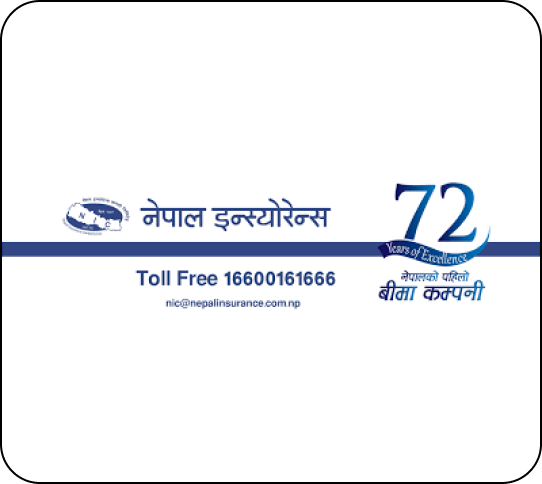 N I C
नेपाल इन्स्योरेन्स
72
Years of Excellence
नेपालको पहिलो
बीमा कम्पनी
Toll Free 16600161666
nic@nepalinsurance.com.np